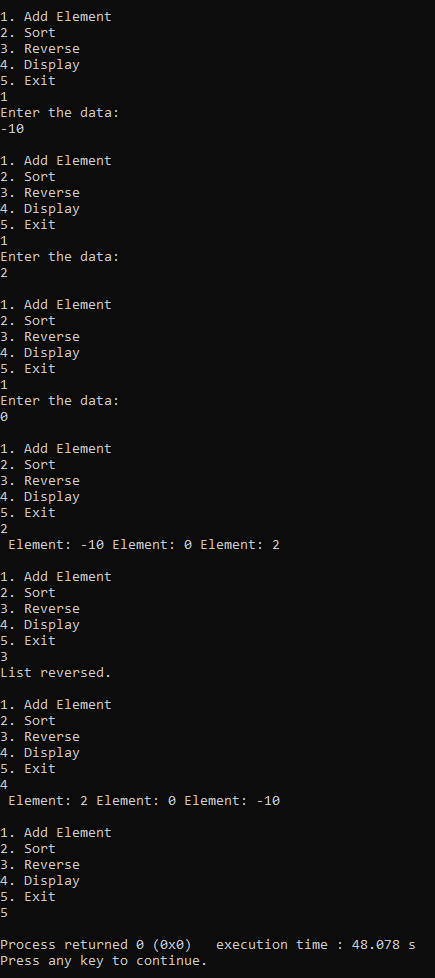 1. Add Element
2. Sort
3. Reverse
4. Display
5. Exit
1
Enter the data:
-10
1. Add Element
2. Sort
3. Reverse
4. Display
5. Exit
1
Enter the data:
2
1. Add Element
2. Sort
3. Reverse
4. Display
5. Exit
1
Enter the data:
0
1. Add Element
2. Sort
3. Reverse
4. Display
5. Exit
2
Element: -10 Element: 0 Element: 2
1. Add Element
2. Sort
3. Reverse
4. Display
5. Exit
3
List reversed.
1. Add Element
2. Sort
3. Reverse
4. Display
5. Exit
4
Element: 2 Element: 0 Element: -10
1. Add Element
2. Sort
3. Reverse
4. Display
5. Exit
5
Process returned 0 (0x0)   execution time : 48.078 s
Press any key to continue.